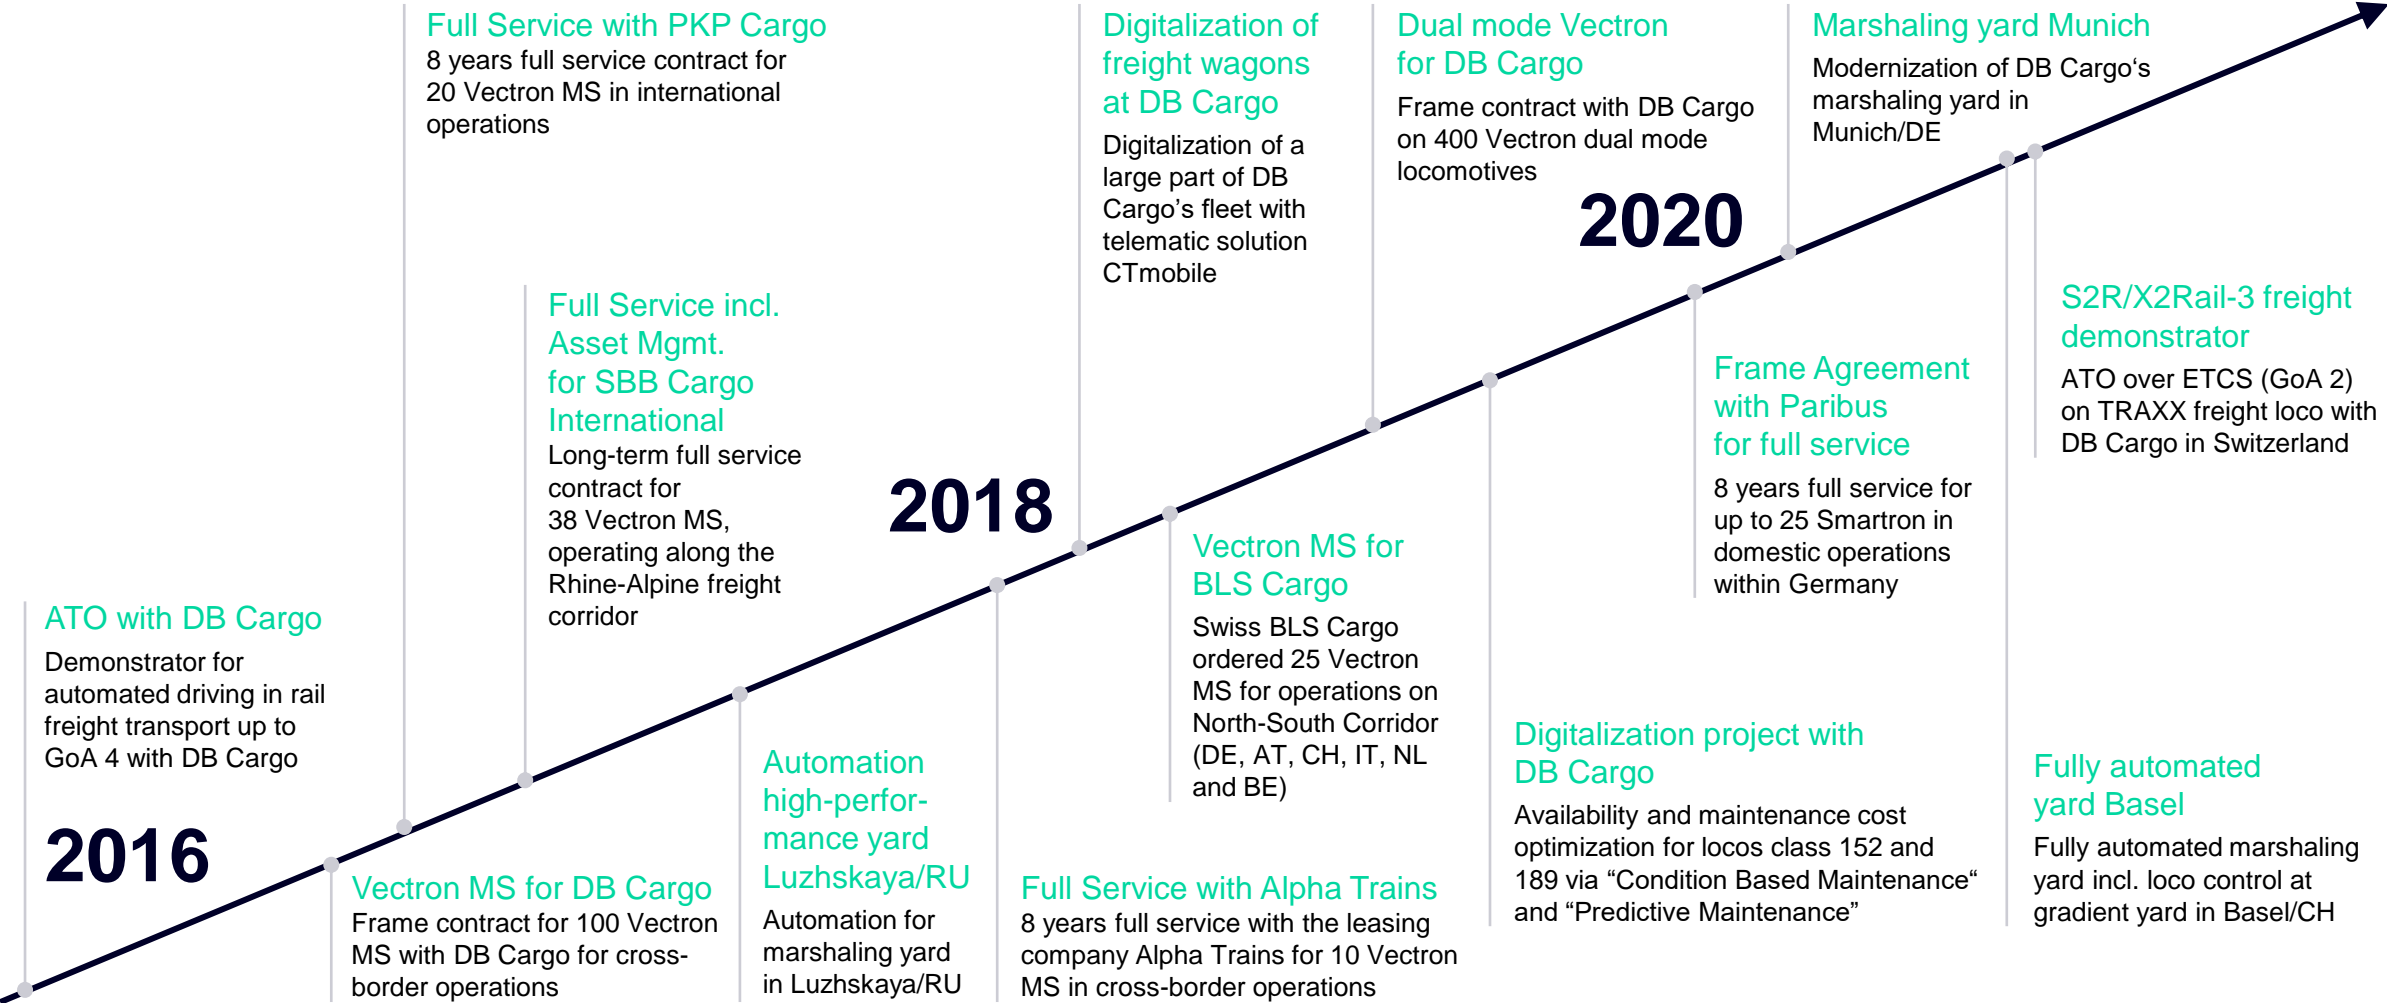 Full Service with PKP Cargo
8 years full service contract for
20 Vectron MS in international
operations
Digitalization of
freight wagons
at DB Cargo
Digitalization of a
large part of DB
Cargo’s fleet with
telematic solution
CTmobile
Dual mode Vectron
for DB Cargo
Frame contract with DB Cargo
on 400 Vectron dual mode
locomotives
Marshaling yard Munich
Modernization of DB Cargo‘s
marshaling yard in
Munich/DE
2020
Full Service incl.
Asset Mgmt.
for SBB Cargo
International
Long-term full service
contract for
38 Vectron MS,
operating along the
Rhine-Alpine freight
corridor
S2R/X2Rail-3 freight
demonstrator
ATO over ETCS (GoA 2)
on TRAXX freight loco with
DB Cargo in Switzerland
Frame Agreement
with Paribus
for full service
8 years full service for
up to 25 Smartron in
domestic operations
within Germany
2018
Vectron MS for
BLS Cargo
Swiss BLS Cargo
ordered 25 Vectron
MS for operations on
North-South Corridor
(DE, AT, CH, IT, NL
and BE)
ATO with DB Cargo
Demonstrator for
automated driving in rail
freight transport up to
GoA 4 with DB Cargo
2016
Automation
high-perfor-
mance yard
Luzhskaya/RU
Automation for
marshaling yard
in Luzhskaya/RU
Digitalization project with
DB Cargo
Availability and maintenance cost
optimization for locos class 152 and
189 via “Condition Based Maintenance“
and “Predictive Maintenance”
Fully automated
yard Basel
Fully automated marshaling
yard incl. loco control at
gradient yard in Basel/CH
Vectron MS for DB Cargo
Frame contract for 100 Vectron
MS with DB Cargo for cross-
border operations
Full Service with Alpha Trains
8 years full service with the leasing
company Alpha Trains for 10 Vectron
MS in cross-border operations